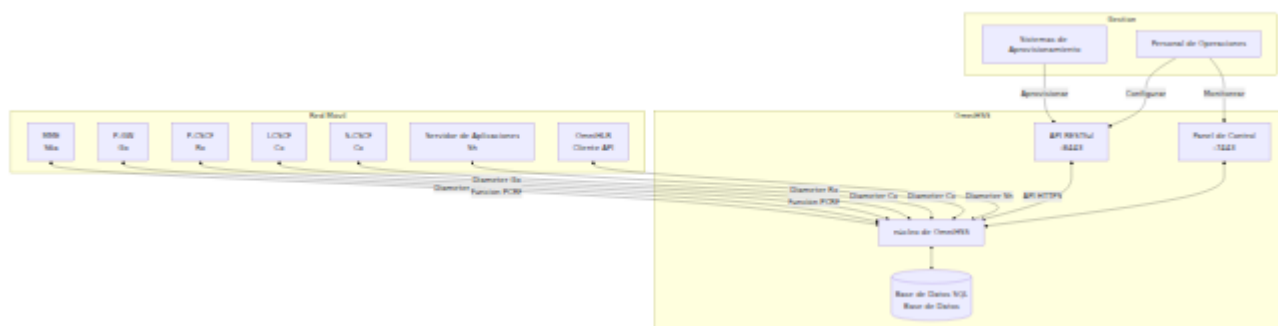 Gestion
Sistemas de
Aprovisionamiento
Personal de Operaciones
Aprovisionar
Configurar
Monitorear
Red Movil
OmniHSS
MME
S6a
P-GW
Gx
P-CSCF
Rx
I-CSCF
Cx
S-CSCF
Cx
Servidor de Aplicaciones
Sh
OmniHLR
Cliente API
API RESTful
:8443
Panel de Control
:7443
Diameter
Diameter Gx
Funcion PCRF
Diameter Rx
Funcion PCRF
Diameter Cx
Diameter Cx
Diameter Sh
API HTTPS
núcleo de OmniHSS
Base de Datos SQL
Base de Datos